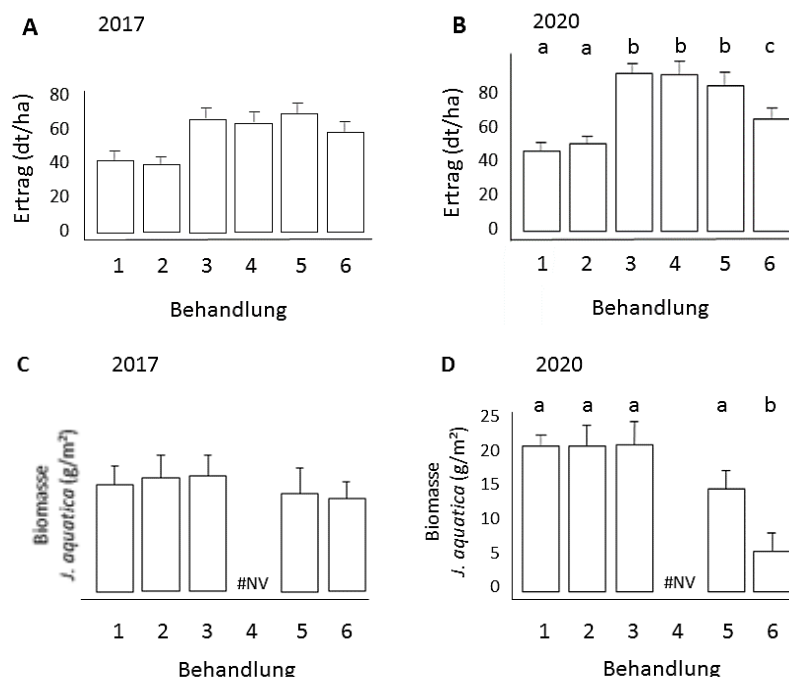 A 2017
Ertrag (dt/ha)
80
60
40
20
0
1 2 3 4 5 6
Behandlung
B 2020
a a b b b c
Ertrag (dt/ha)
80
60
40
20
0
1 2 3 4 5 6
Behandlung
C 2017
Biomasse
J. aquatica (g/m²)
#NV
1 2 3 4 5 6
Behandlung
D 2020
a a a a b
Biomasse
J. aquatica (g/m²)
25
20
15
10
5
0
#NV
1 2 3 4 5 6
Behandlung